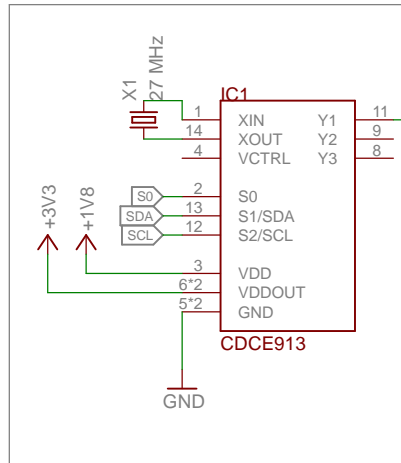 X1
27 MHz
IC1
1 XIN Y1 11
14 XOUT Y2 9
4 VCTRL Y3 8
S0 2 S0
SDA 13 S1/SDA
SCL 12 S2/SCL
+3V3
+1V8
3 VDD
6*2 VDDOUT
5*2 GND
CDCE913
GND